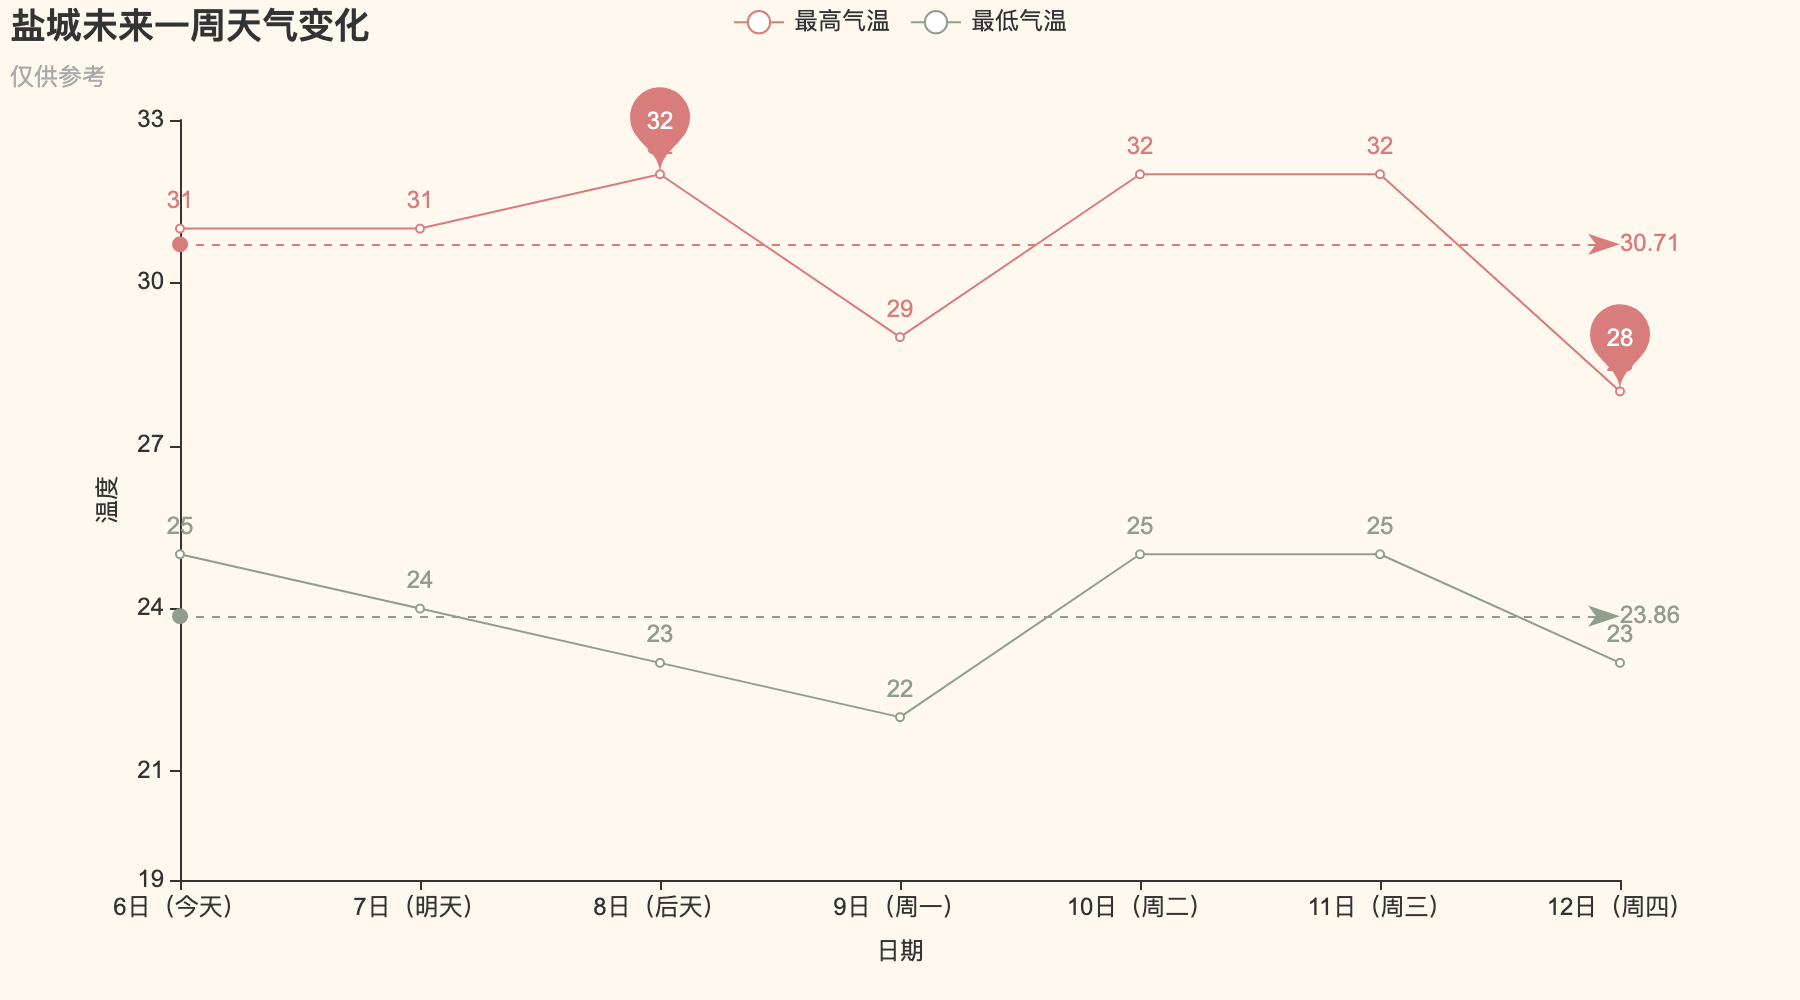 盐城未来一周天气变化
仅供参考
最高气温
最低气温
33
30
27
24
21
19
温度
31
31
32
29
32
32
28
30.71
25
24
23
22
25
25
23
23.86
6日（今天）
7日（明天）
8日（后天）
9日（周一）
10日（周二）
11日（周三）
12日（周四）
日期